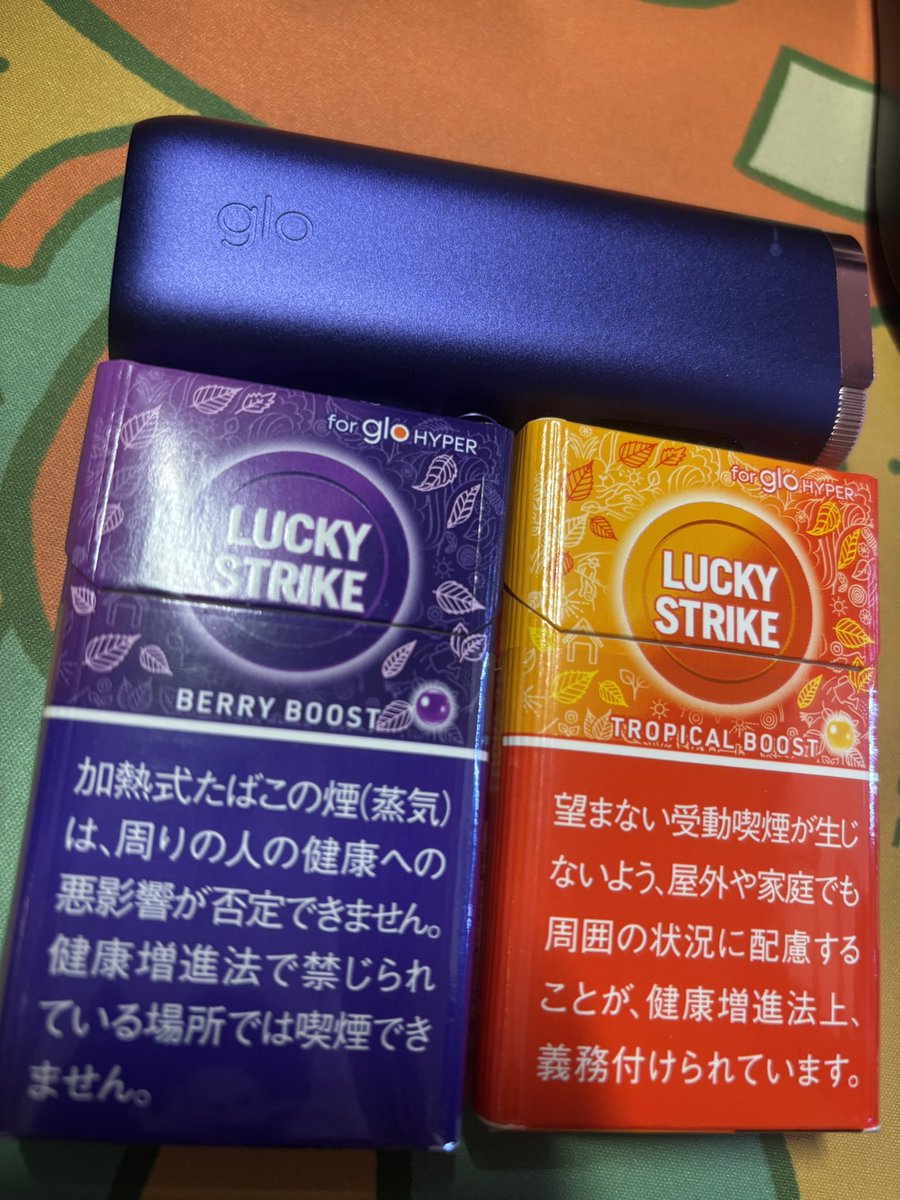 glo
for glo HYPER
LUCKY
STRIKE
BERRY BOOST
加熱式たばこの煙(蒸気)
は、周りの人の健康への
悪影響が否定できません。
健康増進法で禁じられ
ている場所では喫煙でき
ません。
for glo HYPER
LUCKY
STRIKE
TROPICAL BOOST
望まない受動喫煙が生じ
ないよう、屋外や家庭でも
周囲の状況に配慮する
ことが、健康増進法上、
義務付けられています。